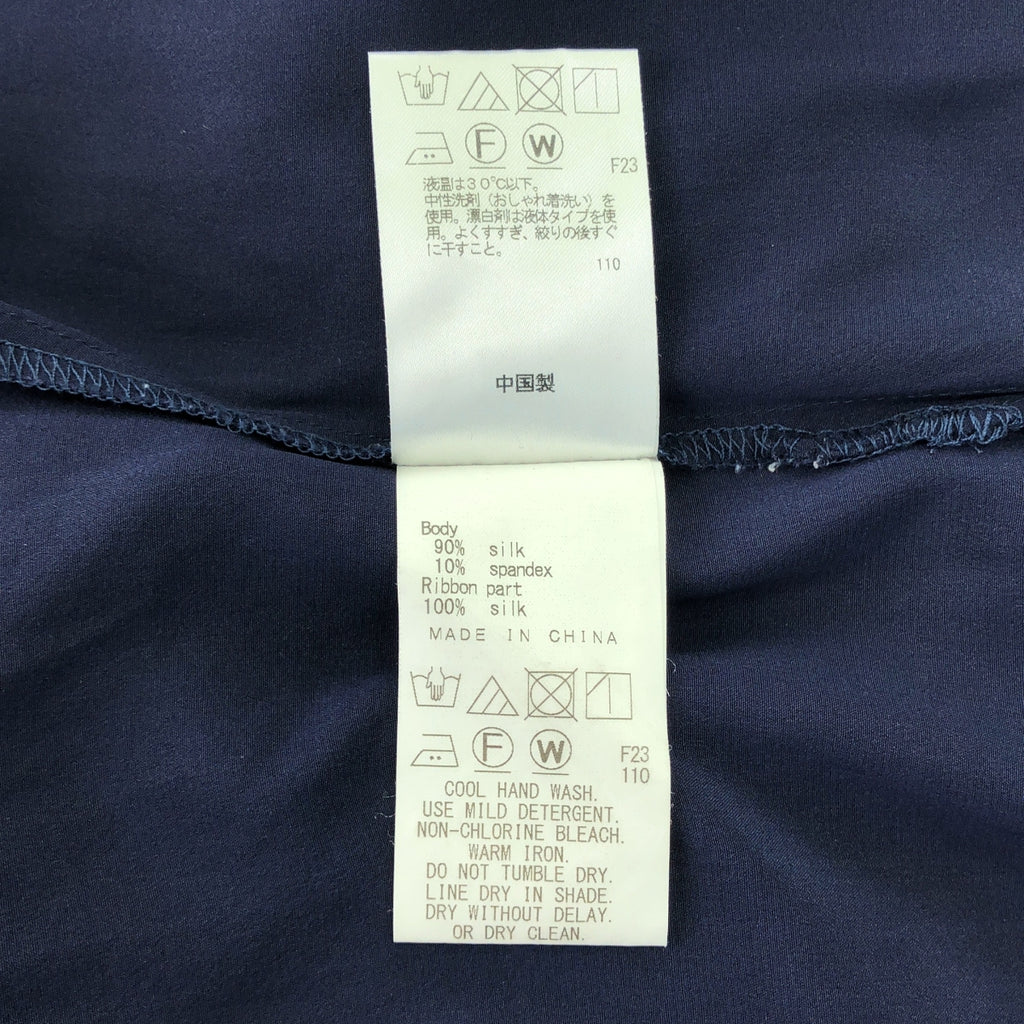 F
W
F23
液温は30℃以下。
中性洗剤(おしゃれ着洗い)を
使用。漂白剤は液体タイプを使
用。よくすすぎ、絞りの後すぐ
に干すこと。
110
中国製
Body
90% silk
10% spandex
Ribbon part
100% silk
MADE IN CHINA
F
W
F23
110
COOL HAND WASH.
USE MILD DETERGENT.
NON-CHLORINE BLEACH.
WARM IRON.
DO NOT TUMBLE DRY.
LINE DRY IN SHADE.
DRY WITHOUT DELAY.
OR DRY CLEAN.